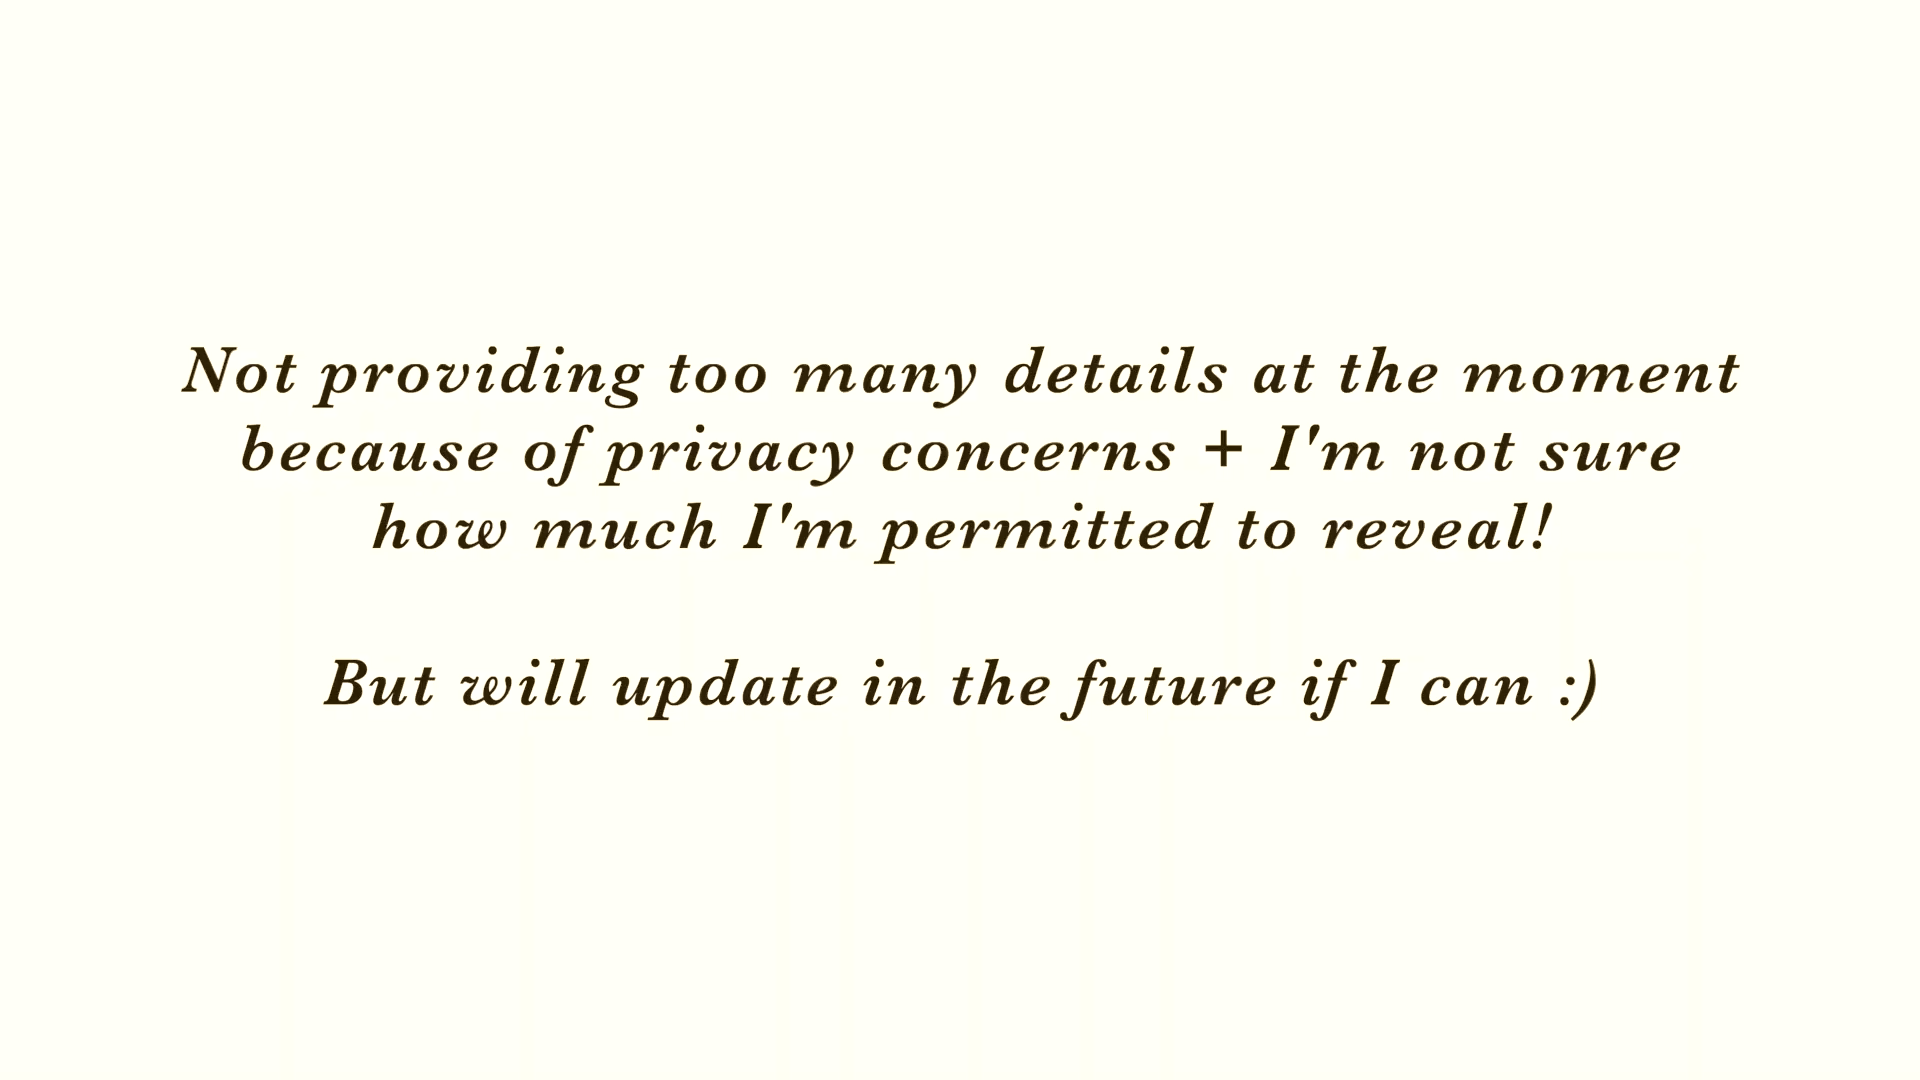 Not providing too many details at the moment
because of privacy concerns + I'm not sure
how much I'm permitted to reveal!
But will update in the future if I can :)